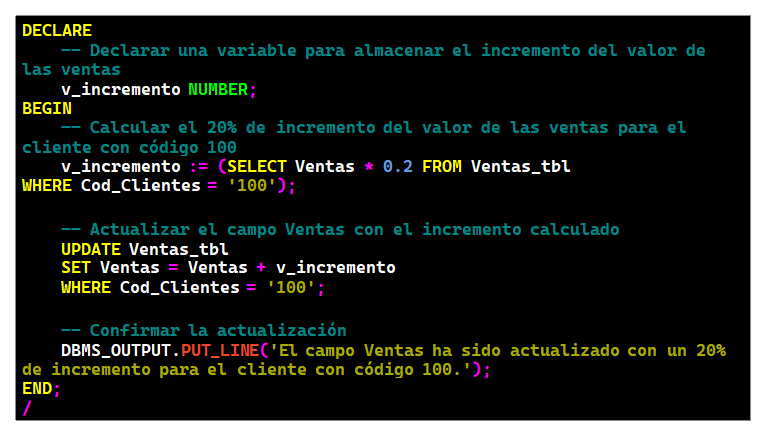 DECLARE
    -- Declarar una variable para almacenar el incremento del valor de
las ventas
    v_incremento NUMBER;
BEGIN
    -- Calcular el 20% de incremento del valor de las ventas para el
cliente con código 100
    v_incremento := (SELECT Ventas * 0.2 FROM Ventas_tbl
WHERE Cod_Clientes = '100');

    -- Actualizar el campo Ventas con el incremento calculado
    UPDATE Ventas_tbl
    SET Ventas = Ventas + v_incremento
    WHERE Cod_Clientes = '100';

    -- Confirmar la actualización
    DBMS_OUTPUT.PUT_LINE('El campo Ventas ha sido actualizado con un 20%
de incremento para el cliente con código 100.');
END;
/